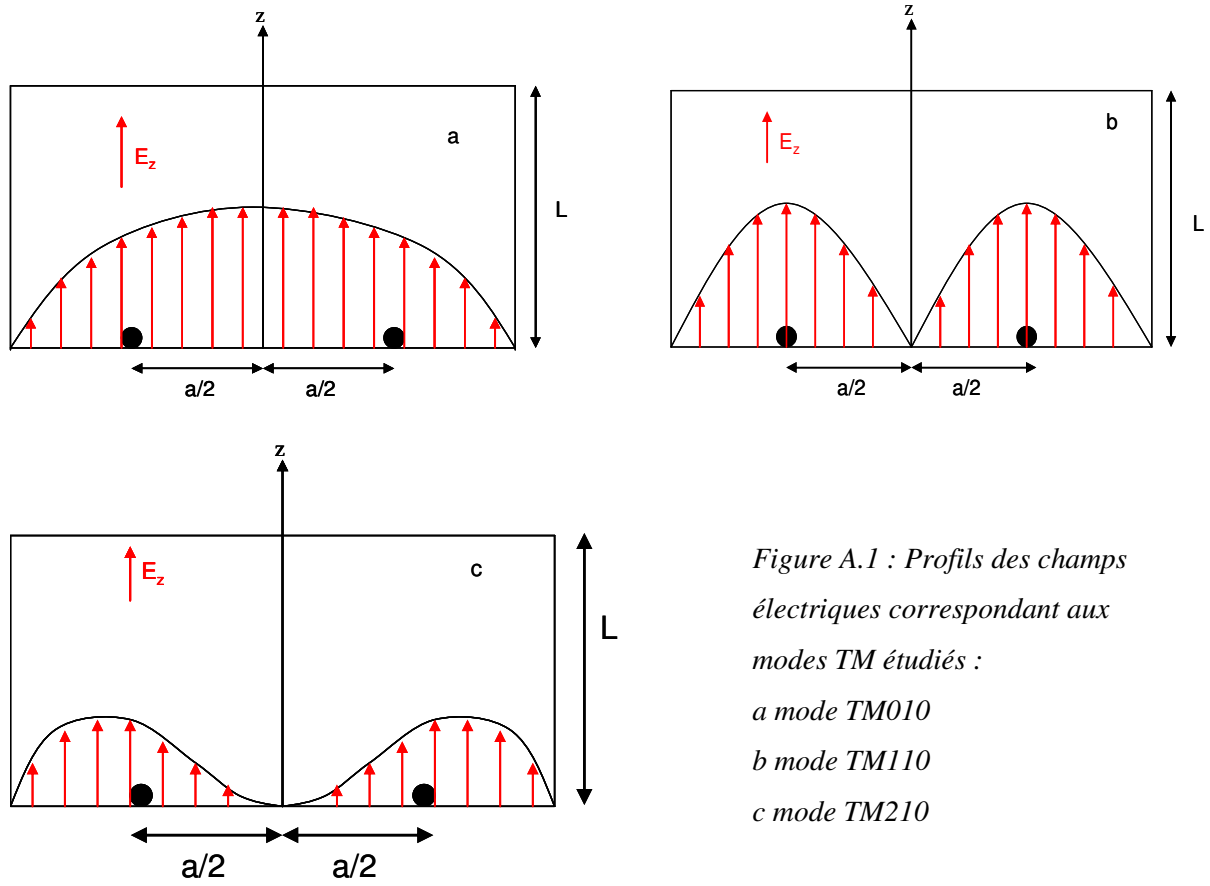 z
a
E_z
L
a/2 a/2
z
b
E_z
L
a/2 a/2
z
c
E_z
L
a/2 a/2
Figure A.1 : Profils des champs
électriques correspondant aux
modes TM étudiés :
a mode TM010
b mode TM110
c mode TM210